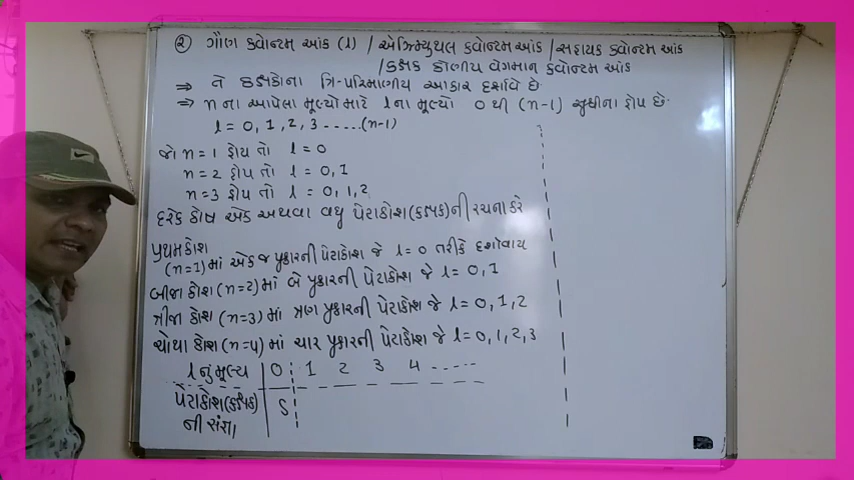 ② ગૌણ ક્વોન્ટમ આંક (l) / એઝિમ્યુથલ ક્વોન્ટમ આંક / સહાયક ક્વોન્ટમ આંક
/ કક્ષક કોણીય વેગમાન ક્વોન્ટમ આંક
⇒ તે કક્ષકોના ત્રિ-પરિમાણીય આકાર દર્શાવે છે.
⇒ n ના આપેલા મૂલ્યો માટે l ના મૂલ્યો 0 થી (n-1) સુધીના હોય છે.
l = 0, 1, 2, 3 .....(n-1)
જો n = 1 હોય તો l = 0
n = 2 હોય તો l = 0, 1
n = 3 હોય તો l = 0, 1, 2
દરેક કોષ એક અથવા વધુ પેટાકોશ(કક્ષક)ની રચના કરે
પ્રથમ કોશ
(n=1)માં એક જ પ્રકારની પેટાકોશ જે l = 0 તરીકે દર્શાવાય
બીજા કોશ (n=2)માં બે પ્રકારની પેટાકોશ જે l = 0, 1
ત્રીજા કોશ (n=3) માં ત્રણ પ્રકારની પેટાકોશ જે l = 0, 1, 2
ચોથા કોશ (n=4) માં ચાર પ્રકારની પેટાકોશ જે l = 0, 1, 2, 3
l નુ મૂલ્ય 0 1 2 3 4 .....
પેટાકોશ(કક્ષક) S
ની સંજ્ઞા